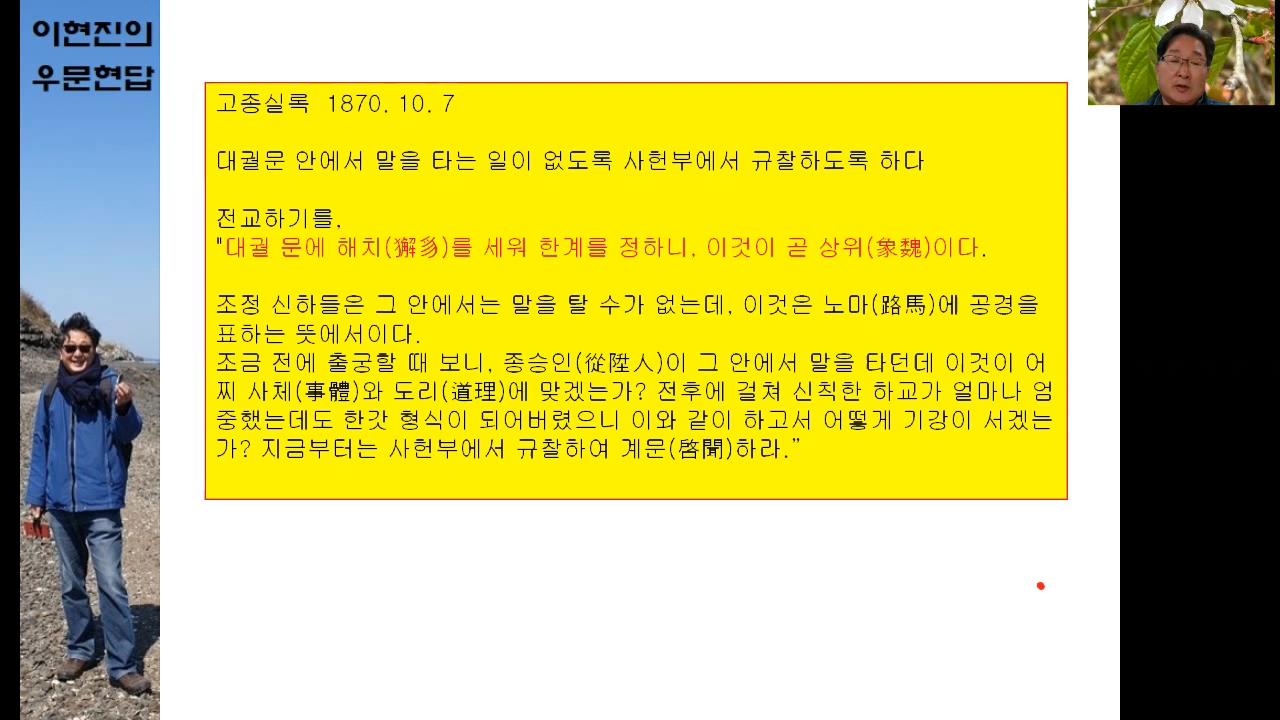 이현진의
우문현답
고종실록 1870. 10. 7
대궐문 안에서 말을 타는 일이 없도록 사헌부에서 규찰하도록 하다
전교하기를,
"대궐 문에 해치(獬豸)를 세워 한계를 정하니, 이것이 곧 상위(象魏)이다.
조정 신하들은 그 안에서는 말을 탈 수가 없는데, 이것은 노마(路馬)에 공경을
표하는 뜻에서이다.
조금 전에 출궁할 때 보니, 종승인(從陞人)이 그 안에서 말을 타던데 이것이 어
찌 사체(事體)와 도리(道理)에 맞겠는가? 전후에 걸쳐 신칙한 하교가 얼마나 엄
중했는데도 한갓 형식이 되어버렸으니 이와 같이 하고서 어떻게 기강이 서겠는
가? 지금부터는 사헌부에서 규찰하여 계문(啓聞)하라.”